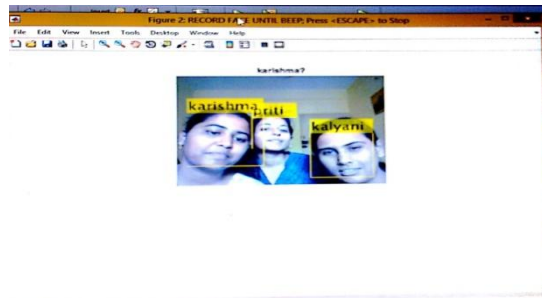 Figure 2: RECORD FACE UNTIL BEEP; Press <ESCAPE> to Stop
File Edit View Insert Tools Desktop Window Help
karishma?
karishma
priti
kalyani